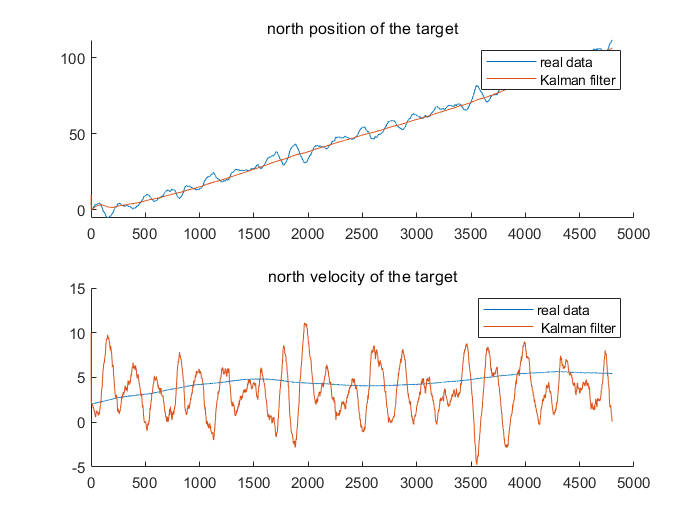 north position of the target
real data
Kalman filter
100
50
0
0 500 1000 1500 2000 2500 3000 3500 4000 4500 5000
north velocity of the target
15
real data
Kalman filter
10
5
0
-5
0 500 1000 1500 2000 2500 3000 3500 4000 4500 5000